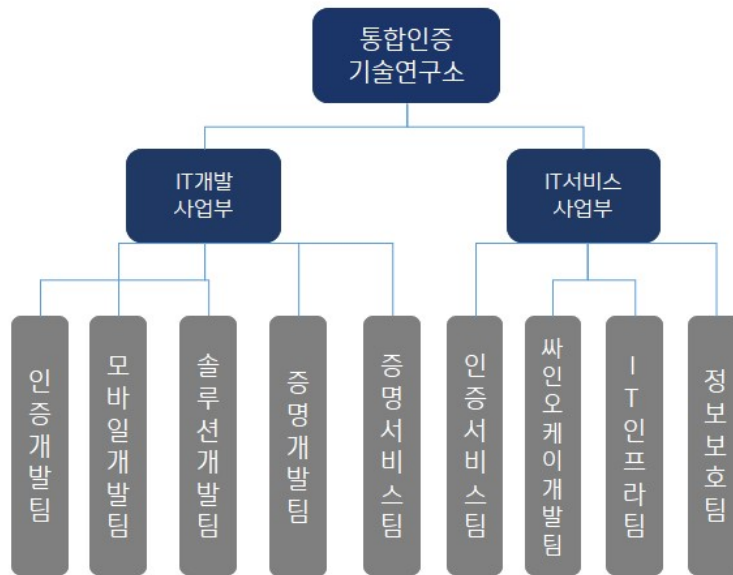 통합인증
기술연구소
IT개발
사업부
IT서비스
사업부
인증개발팀
모바일개발팀
솔루션개발팀
증명개발팀
증명서비스팀
인증서비스팀
싸인오케이개발팀
IT인프라팀
정보보호팀